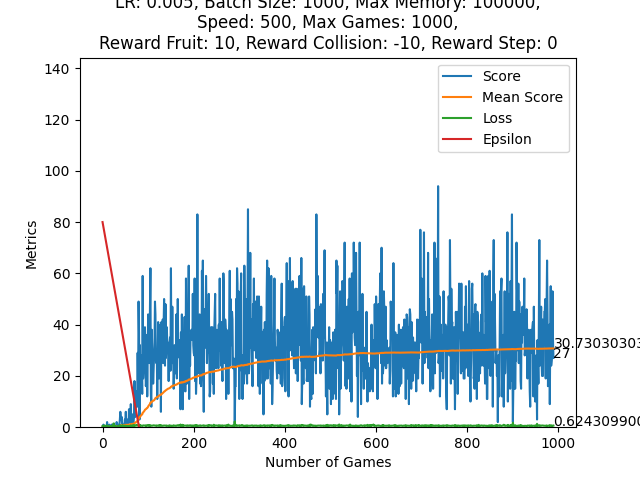 LR: 0.005, Batch Size: 1000, Max Memory: 100000,
Speed: 500, Max Games: 1000,
Reward Fruit: 10, Reward Collision: -10, Reward Step: 0
Score
Mean Score
Loss
Epsilon
140
120
100
80
60
40
20
0
Metrics
30.73030303
27
0.624309900
0
200
400
600
800
1000
Number of Games